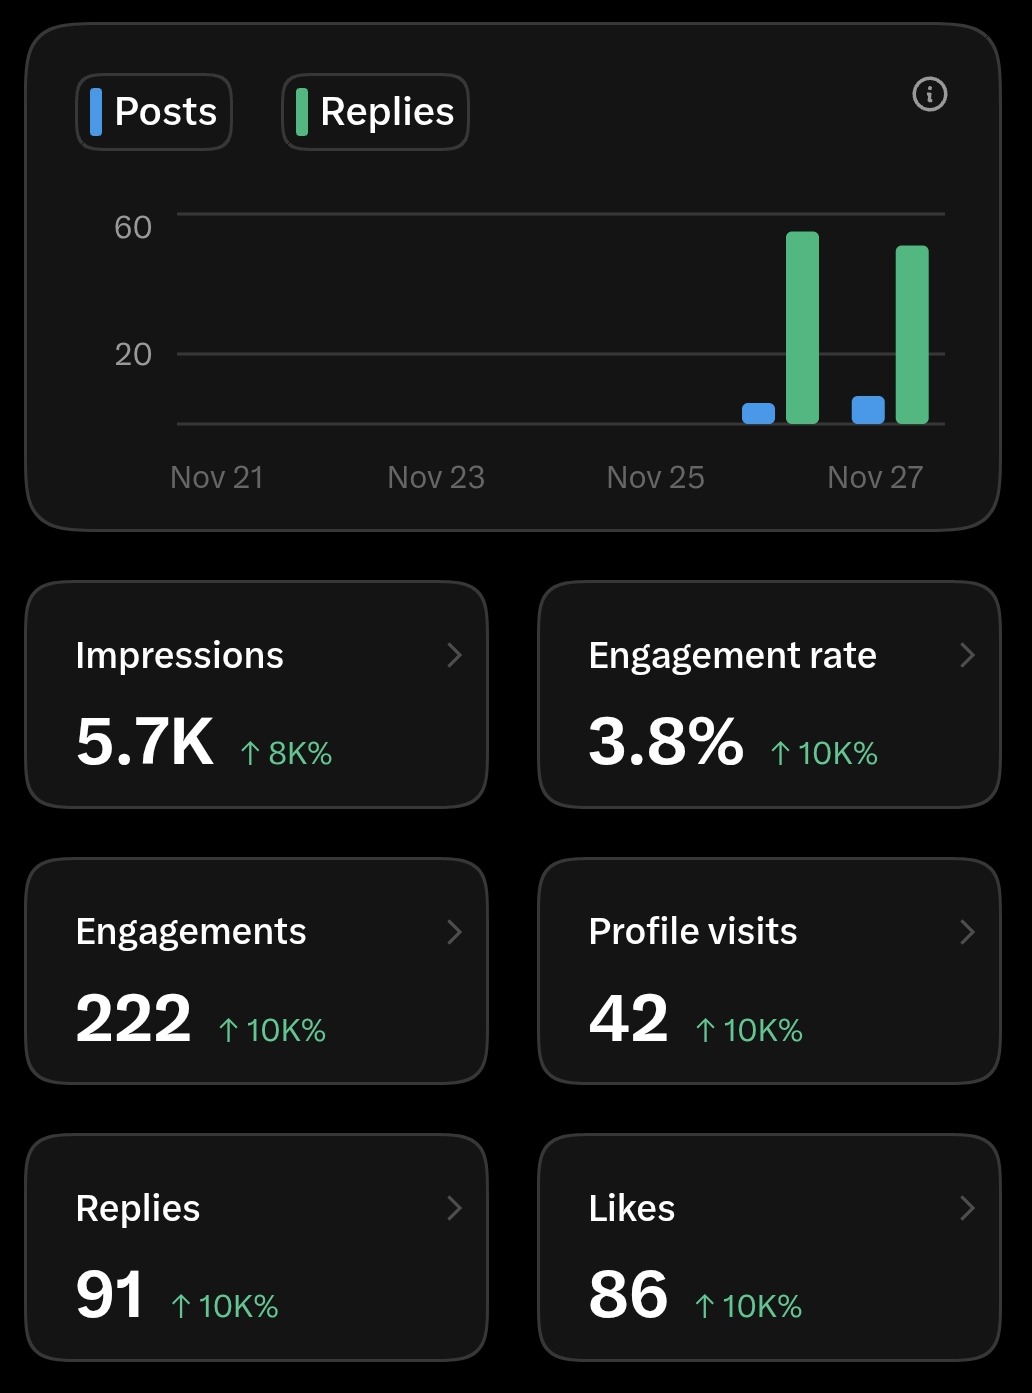 Posts Replies
60
20
Nov 21 Nov 23 Nov 25 Nov 27
Impressions
5.7K ↑ 8K%
Engagement rate
3.8% ↑ 10K%
Engagements
222 ↑ 10K%
Profile visits
42 ↑ 10K%
Replies
91 ↑ 10K%
Likes
86 ↑ 10K%